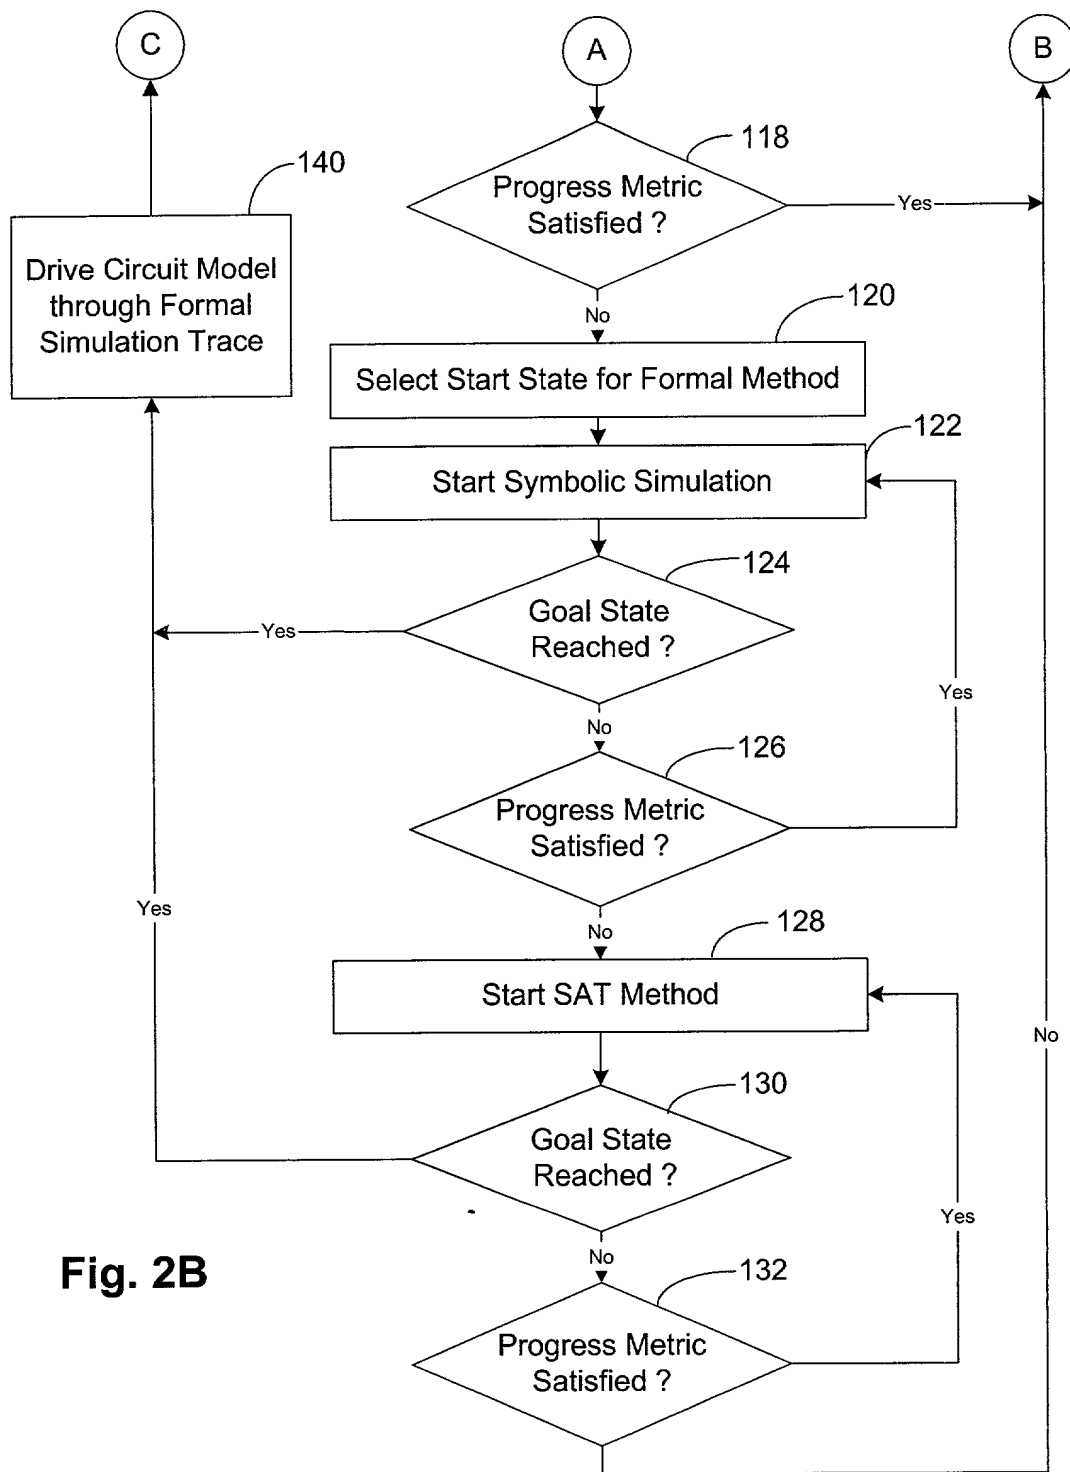 C
A
B
118
Progress Metric
Satisfied ?
Yes
140
Drive Circuit Model
through Formal
Simulation Trace
No
120
Select Start State for Formal Method
122
Start Symbolic Simulation
124
Goal State
Reached ?
Yes
Yes
No
126
Progress Metric
Satisfied ?
Yes
No
128
Start SAT Method
No
130
Goal State
Reached ?
Yes
No
132
Progress Metric
Satisfied ?
Fig. 2B